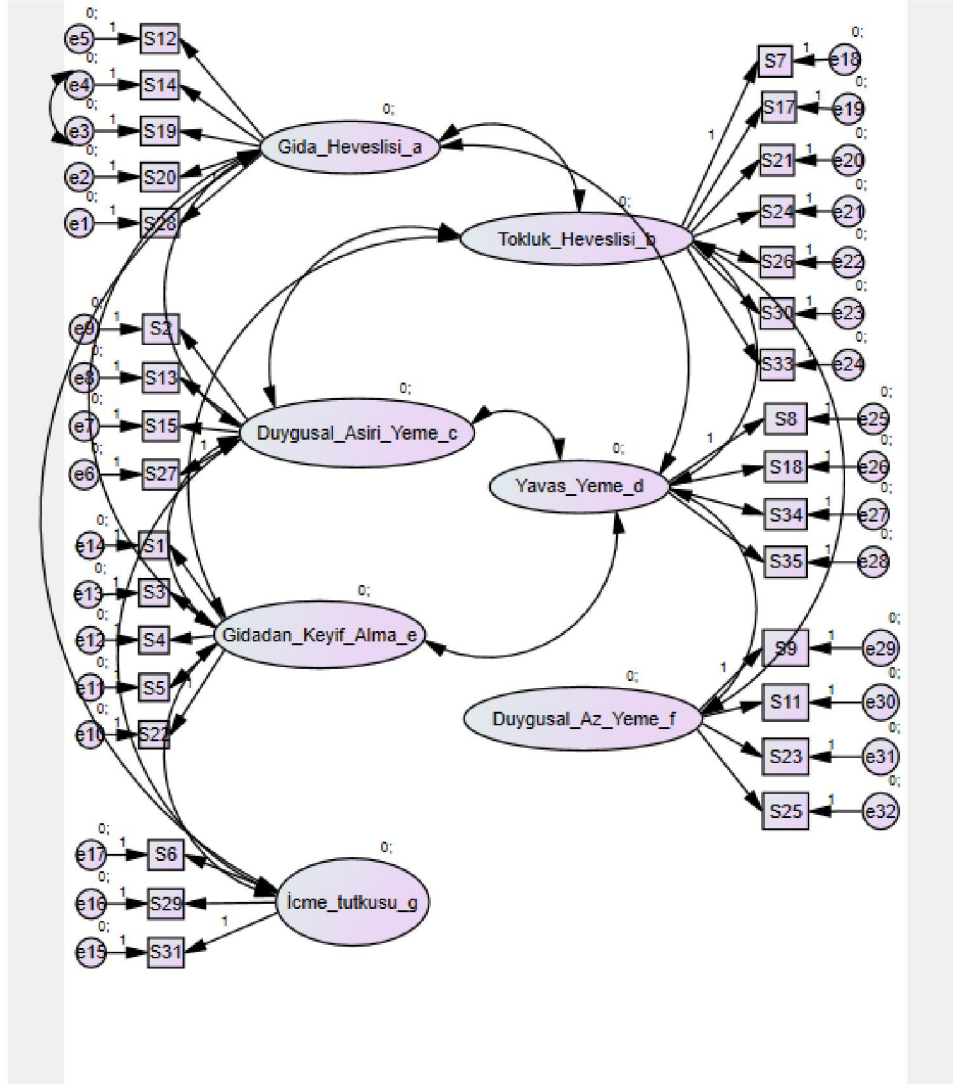 0;
e5 1 S12
0;
e4 1 S14
0;
e3 1 S19
0;
e2 1 S20
0;
e1 1 S28
0;
Gida_Heveslisi_a
1
0;
e9 1 S2
0;
e8 1 S13
0;
e7 1 S15
0;
e6 1 S27
0;
Duygusal_Asiri_Yeme_c
1
0;
e14 1 S1
0;
e13 1 S3
0;
e12 1 S4
0;
e11 1 S5
0;
e10 1 S22
0;
Gidadan_Keyif_Alma_e
1
0;
e17 1 S6
0;
e16 1 S29
0;
e15 1 S31
0;
İcme_tutkusu_g
1
0;
Tokluk_Heveslisi_b
1
0;
S7 1 e18
0;
S17 1 e19
0;
S21 1 e20
0;
S24 1 e21
0;
S26 1 e22
0;
S30 1 e23
0;
S33 1 e24
0;
Yavas_Yeme_d
1
0;
S8 1 e25
0;
S18 1 e26
0;
S34 1 e27
0;
S35 1 e28
0;
Duygusal_Az_Yeme_f
1
0;
S9 1 e29
0;
S11 1 e30
0;
S23 1 e31
0;
S25 1 e32